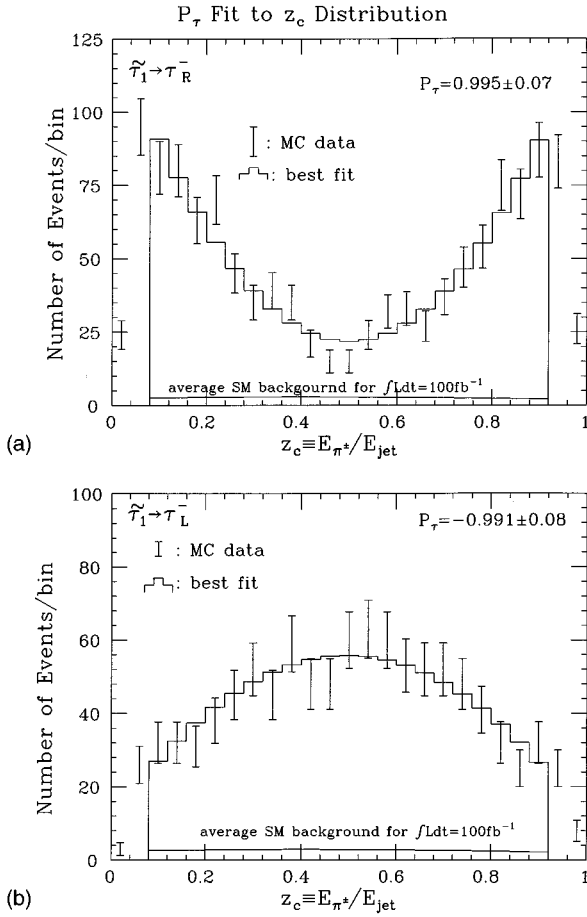 P_τ Fit to z_c Distribution
125
100
75
50
25
0
Number of Events/bin
τ̃₁→τ⁻_R
P_τ=0.995±0.07
: MC data
: best fit
average SM backgournd for ∫Ldt=100fb⁻¹
0 0.2 0.4 0.6 0.8 1
(a)
z_c≡E_π±/E_jet
100
80
60
40
20
0
Number of Events/bin
τ̃₁→τ⁻_L
P_τ=−0.991±0.08
: MC data
: best fit
average SM background for ∫Ldt=100fb⁻¹
0 0.2 0.4 0.6 0.8 1
(b)
z_c≡E_π±/E_jet